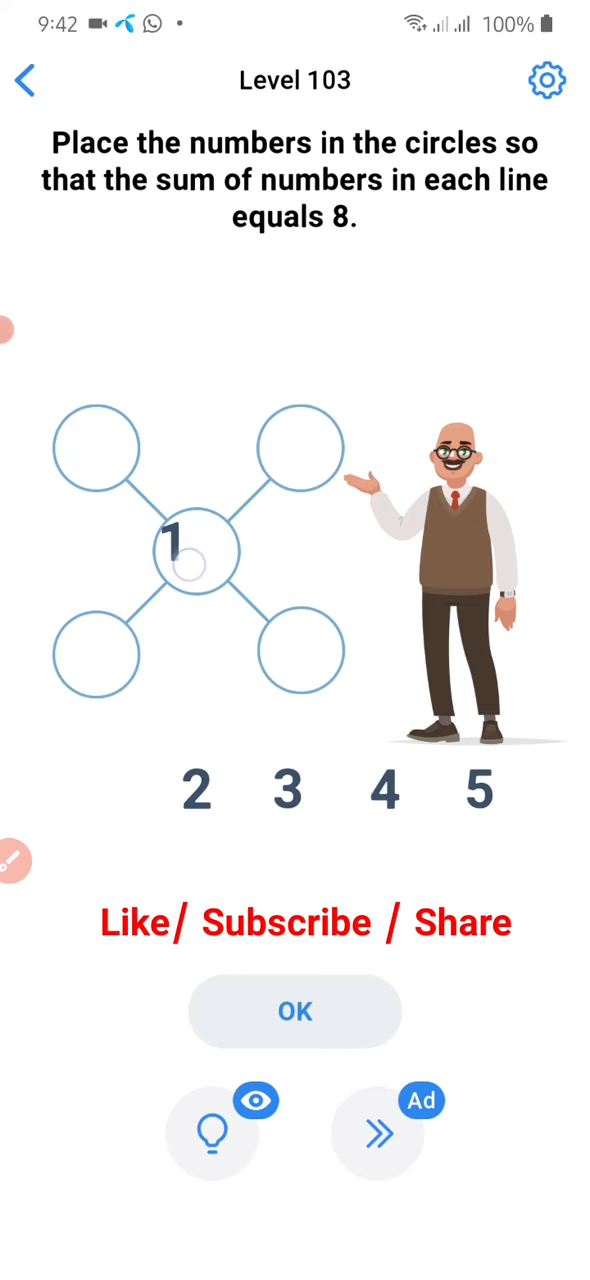 9:42 100%
Level 103
Place the numbers in the circles so
that the sum of numbers in each line
equals 8.
1
2 3 4 5
Like/ Subscribe / Share
OK
Ad